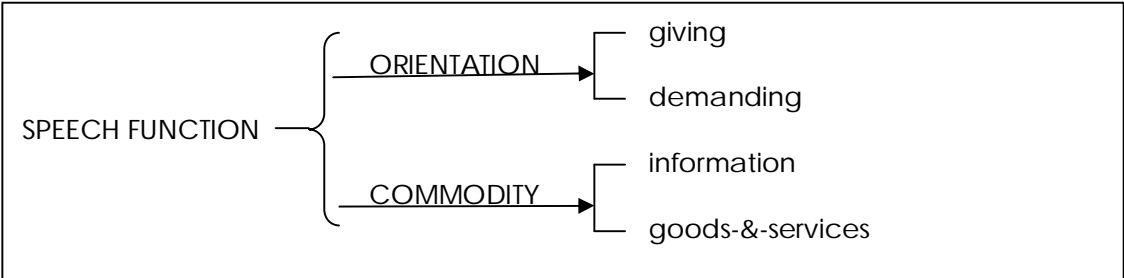 giving
ORIENTATION
demanding
SPEECH FUNCTION
information
COMMODITY
goods-&-services